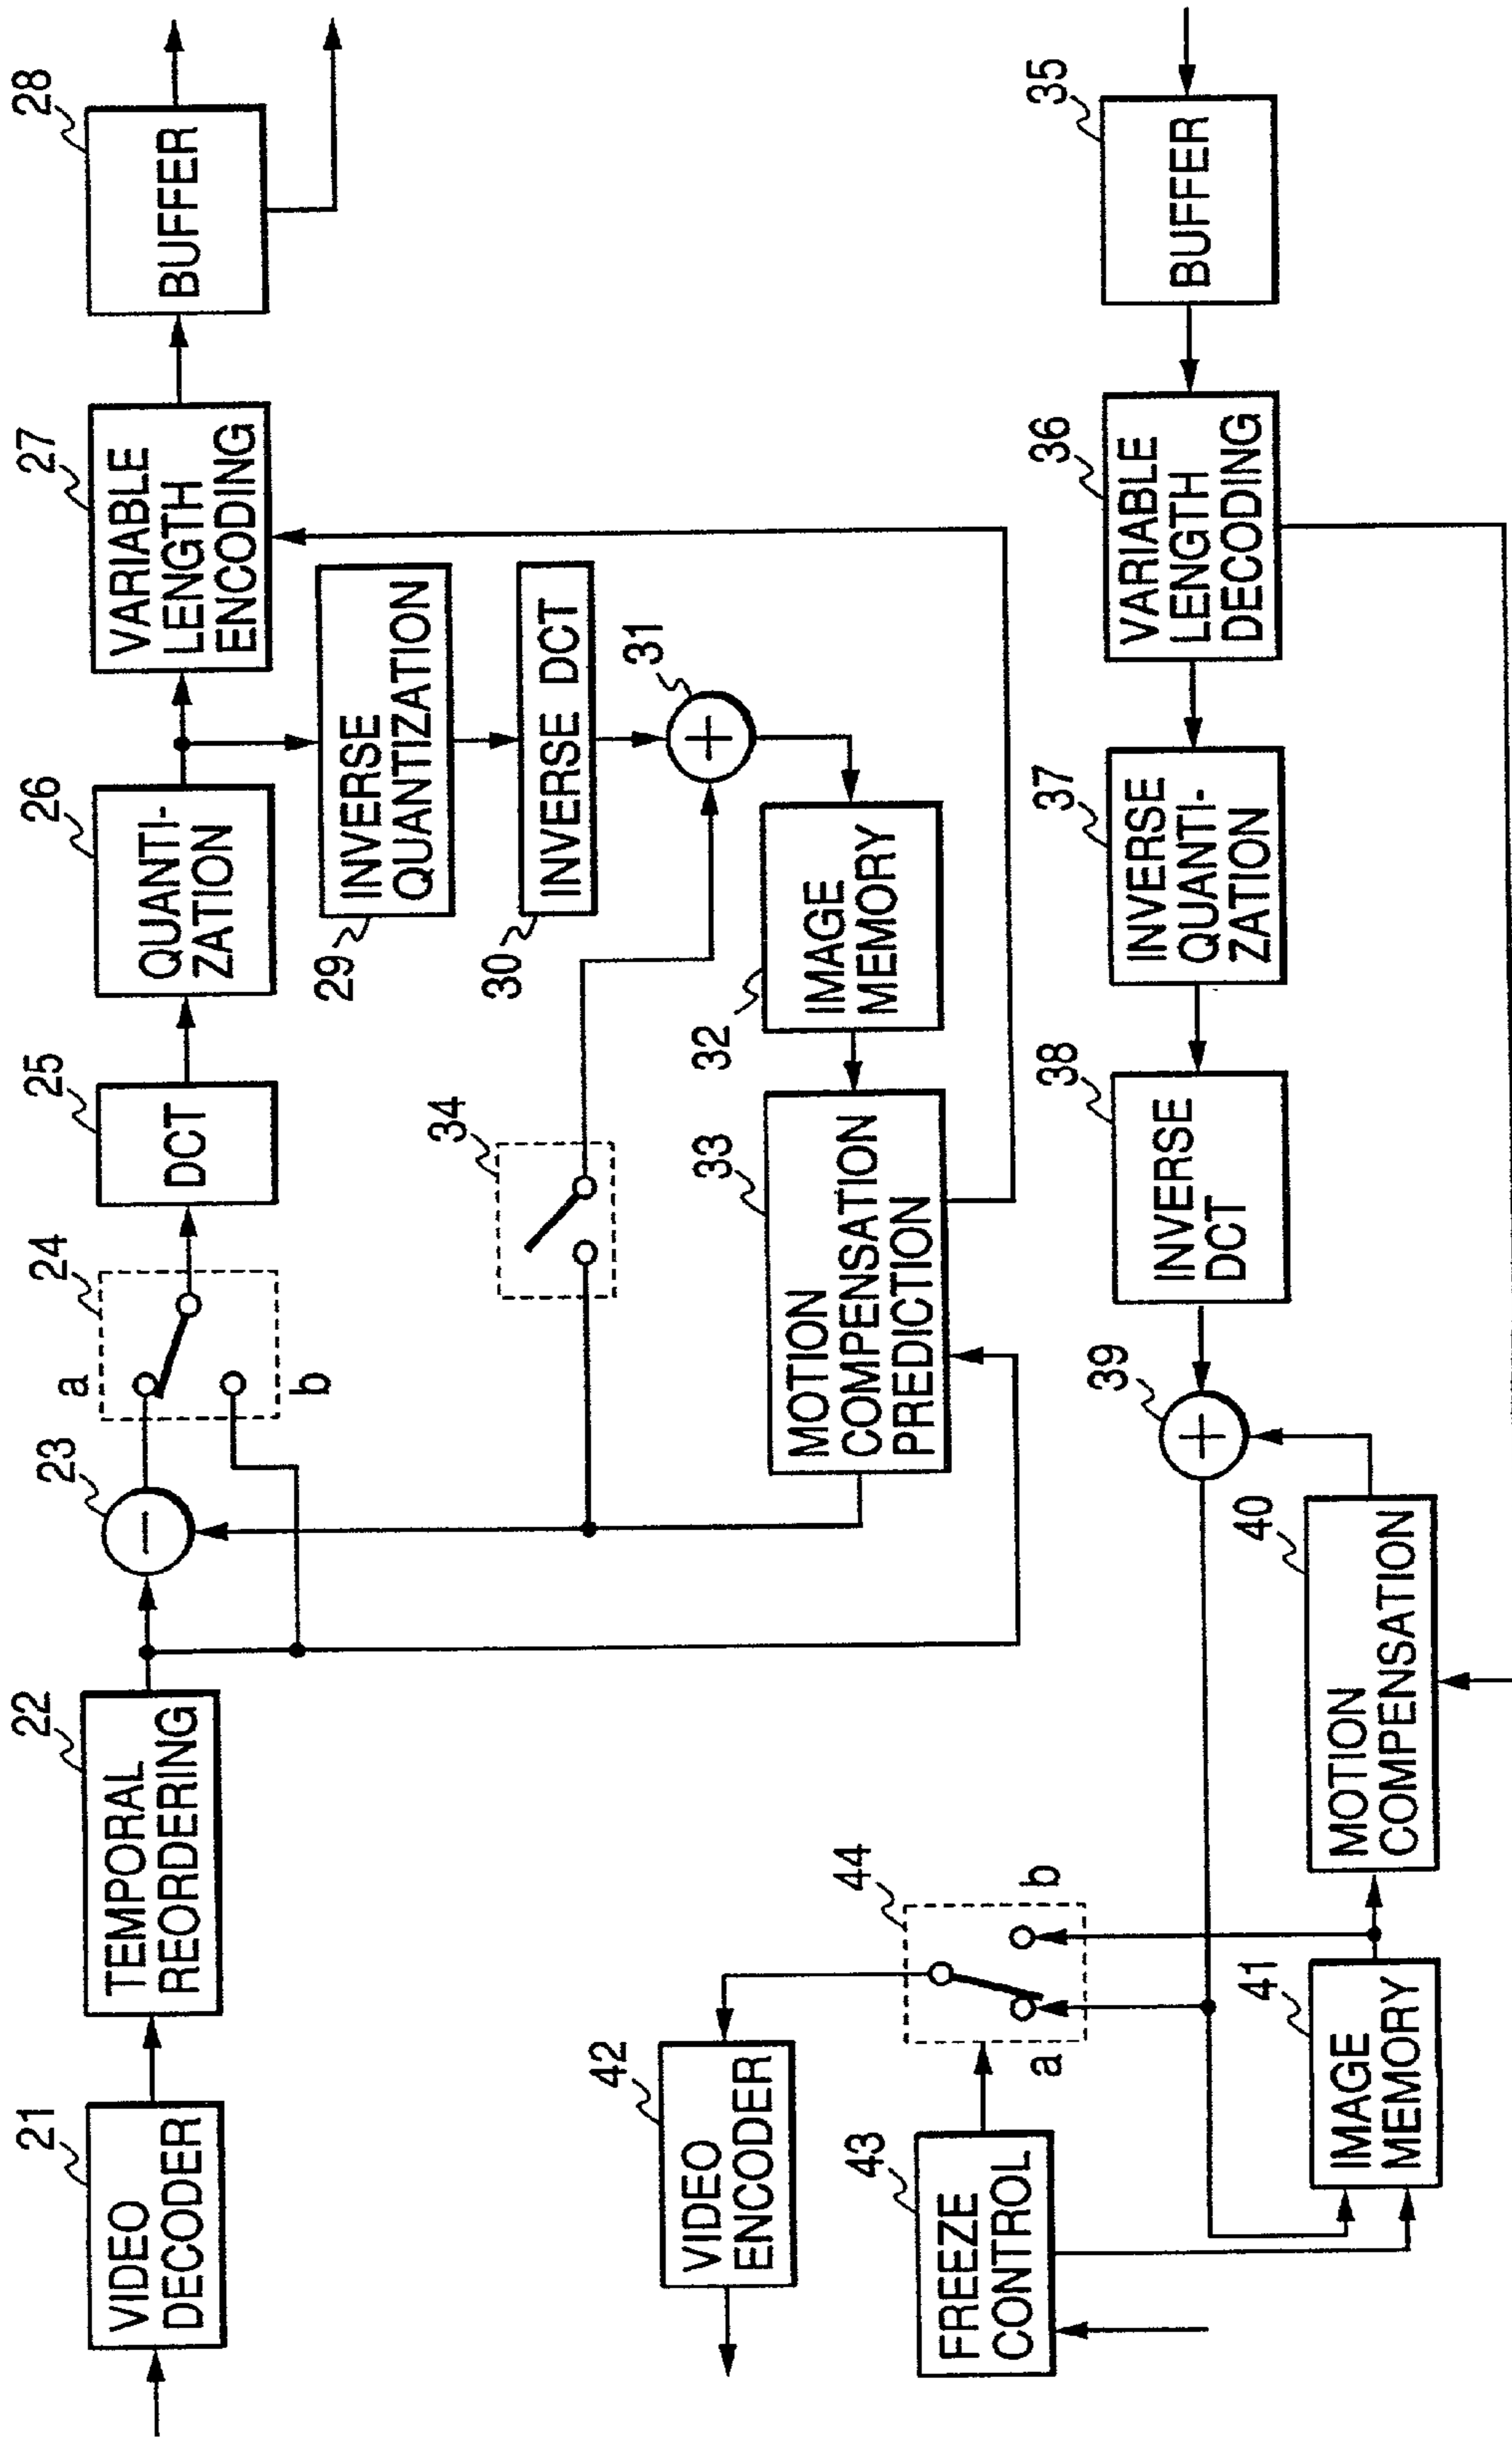 21
VIDEO
DECODER
22
TEMPORAL
REORDERING
23
−
a
24
b
25
DCT
26
QUANTI-
ZATION
27
VARIABLE
LENGTH
ENCODING
28
BUFFER
29
INVERSE
QUANTIZATION
30
INVERSE DCT
31
+
32
IMAGE
MEMORY
33
MOTION
COMPENSATION
PREDICTION
34
35
BUFFER
36
VARIABLE
LENGTH
DECODING
37
INVERSE
QUANTI-
ZATION
38
INVERSE
DCT
39
+
40
MOTION
COMPENSATION
41
IMAGE
MEMORY
42
VIDEO
ENCODER
43
FREEZE
CONTROL
44
a
b